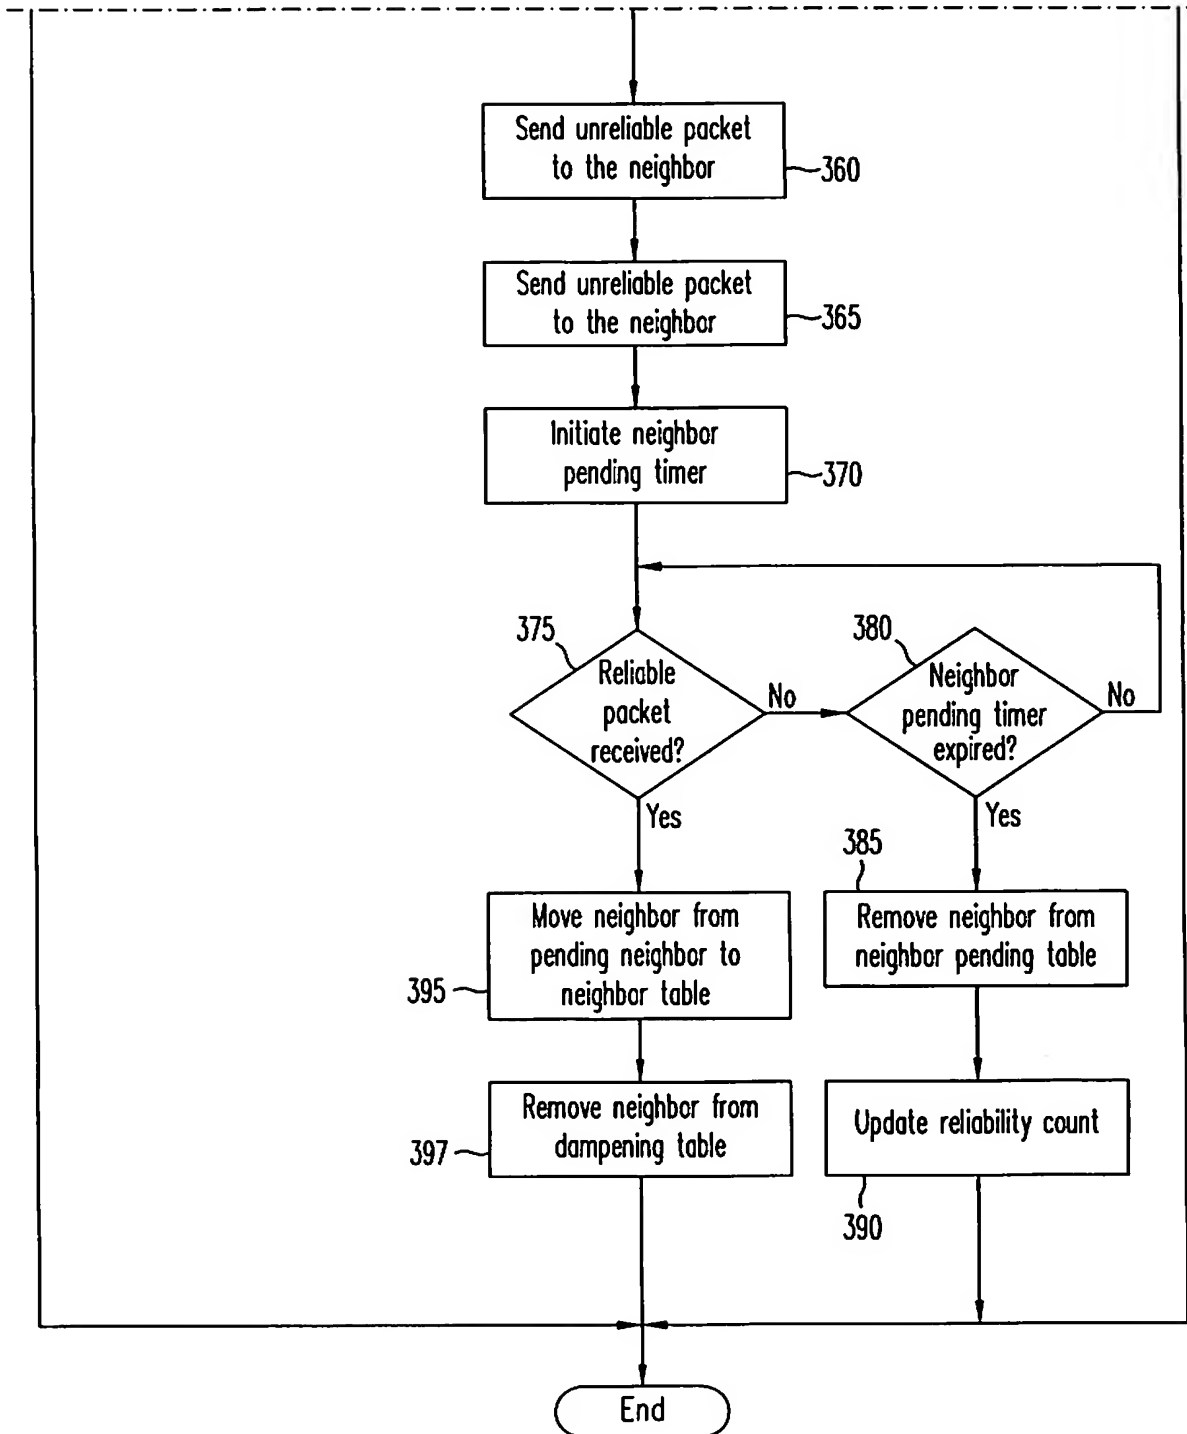 Send unreliable packet
to the neighbor
360
Send unreliable packet
to the neighbor
365
Initiate neighbor
pending timer
370
375
Reliable
packet
received?
No
Yes
380
Neighbor
pending timer
expired?
No
Yes
385
Remove neighbor from
neighbor pending table
Move neighbor from
pending neighbor to
neighbor table
395
Remove neighbor from
dampening table
397
Update reliability count
390
End